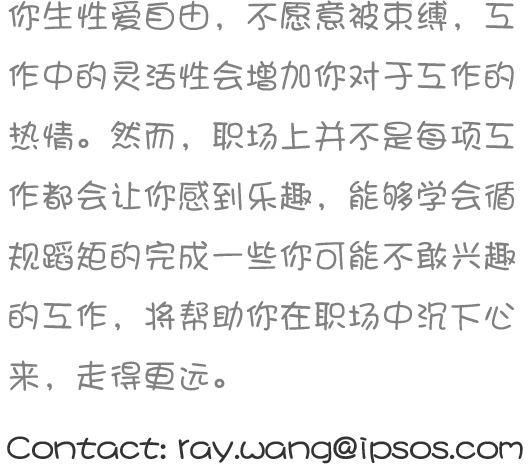 你生性爱自由，不愿意被束缚，工
作中的灵活性会增加你对于工作的
热情。然而，职场上并不是每项工
作都会让你感到乐趣，能够学会循
规蹈矩的完成一些你可能不敢兴趣
的工作，将帮助你在职场中沉下心
来，走得更远。
Contact: ray.wang@ipsos.com